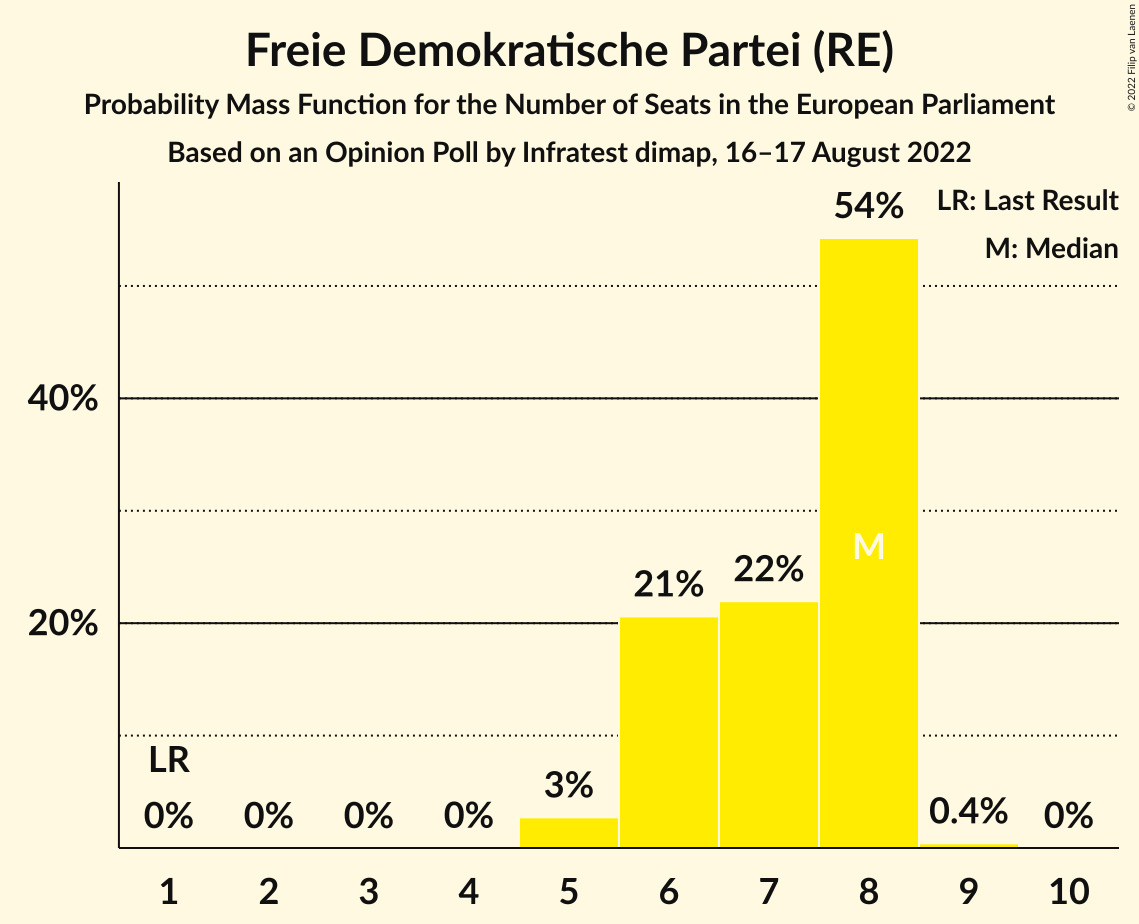 Freie Demokratische Partei (RE)
Probability Mass Function for the Number of Seats in the European Parliament
Based on an Opinion Poll by Infratest dimap, 16–17 August 2022
© 2022 Filip van Laenen
LR: Last Result
M: Median
54%
40%
M
22%
21%
20%
LR
3%
0% 0% 0% 0% 0.4% 0%
1 2 3 4 5 6 7 8 9 10